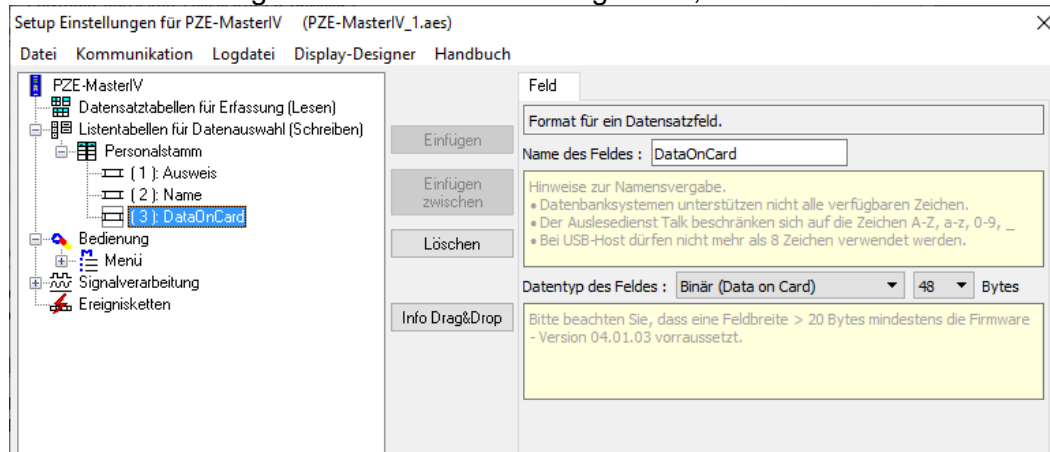 Setup Einstellungen für PZE-MasterIV (PZE-MasterIV_1.aes)
Datei Kommunikation Logdatei Display-Designer Handbuch
PZE-MasterIV
Datensatztabellen für Erfassung (Lesen)
Listentabellen für Datenauswahl (Schreiben)
Personalstamm
( 1 ): Ausweis
( 2 ): Name
( 3 ): DataOnCard
Bedienung
Menü
Signalverarbeitung
Ereignisketten
Einfügen
Einfügen
zwischen
Löschen
Info Drag&Drop
Feld
Format für ein Datensatzfeld.
Name des Feldes : DataOnCard
Hinweise zur Namensvergabe.
• Datenbanksystemen unterstützen nicht alle verfügbaren Zeichen.
• Der Auslesedienst Talk beschränken sich auf die Zeichen A-Z, a-z, 0-9, _
• Bei USB-Host dürfen nicht mehr als 8 Zeichen verwendet werden.
Datentyp des Feldes : Binär (Data on Card) 48 Bytes
Bitte beachten Sie, dass eine Feldbreite > 20 Bytes mindestens die Firmware
- Version 04.01.03 vorraussetzt.